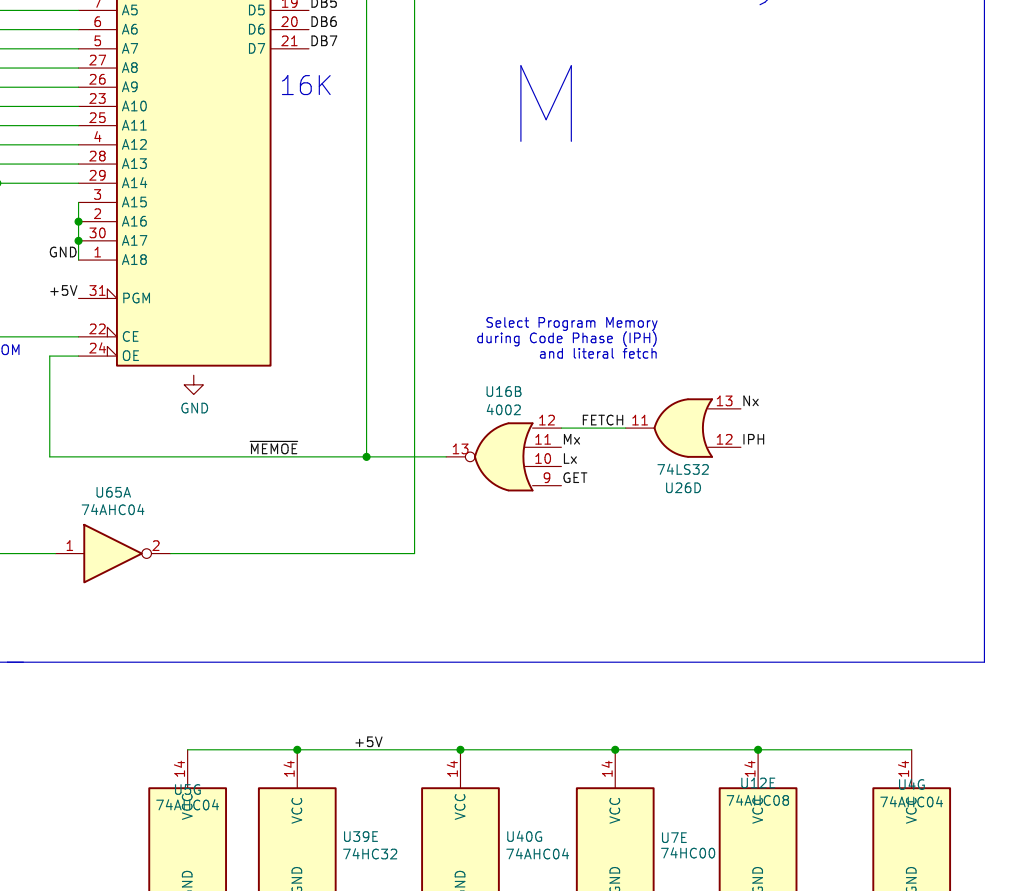 7 A5
6 A6
5 A7
27 A8
26 A9
23 A10
25 A11
4 A12
28 A13
29 A14
3 A15
2 A16
30 A17
GND 1 A18
+5V 31 PGM
22 CE
24 OE
OM
D5 19 DB5
D6 20 DB6
D7 21 DB7
16K
M
GND
Select Program Memory
during Code Phase (IPH)
and literal fetch
U16B
4002
MEMOE
13
12 FETCH 11
11 Mx
10 Lx
9 GET
13 Nx
12 IPH
74LS32
U26D
U65A
74AHC04
1 2
+5V
14 14 14 14 14 14
U5G
74AHC04
VCC
GND
VCC
GND
U39E
74HC32
VCC
GND
U40G
74AHC04
VCC
GND
U7E
74HC00
U12E
74AHC08
VCC
GND
U4G
74AHC04
VCC
GND